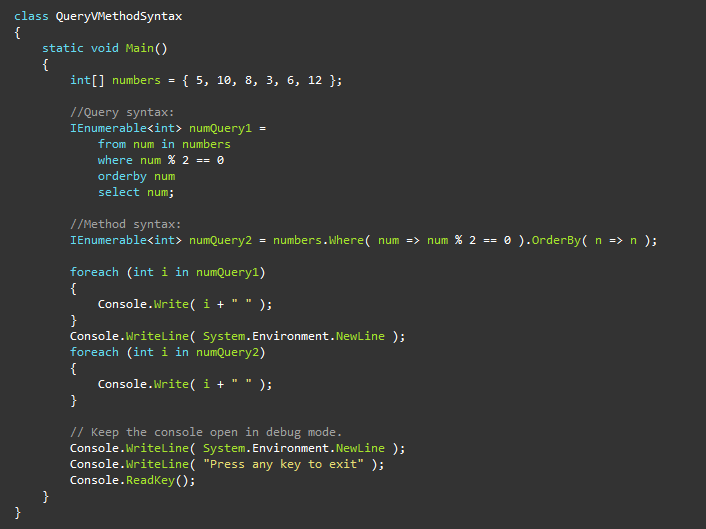 class QueryVMethodSyntax
{
    static void Main()
    {
        int[] numbers = { 5, 10, 8, 3, 6, 12 };

        //Query syntax:
        IEnumerable<int> numQuery1 =
            from num in numbers
            where num % 2 == 0
            orderby num
            select num;

        //Method syntax:
        IEnumerable<int> numQuery2 = numbers.Where( num => num % 2 == 0 ).OrderBy( n => n );

        foreach (int i in numQuery1)
        {
            Console.Write( i + " " );
        }
        Console.WriteLine( System.Environment.NewLine );
        foreach (int i in numQuery2)
        {
            Console.Write( i + " " );
        }

        // Keep the console open in debug mode.
        Console.WriteLine( System.Environment.NewLine );
        Console.WriteLine( "Press any key to exit" );
        Console.ReadKey();
    }
}